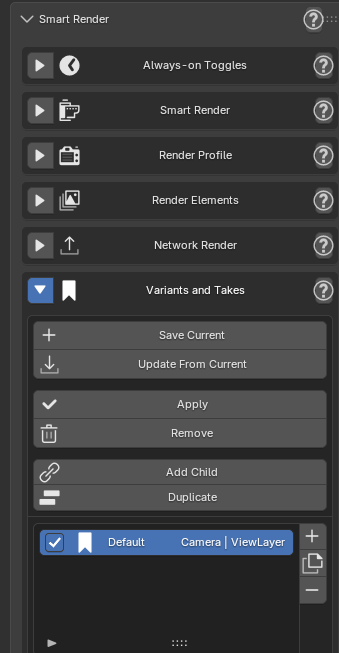 Smart Render
Always-on Toggles
Smart Render
Render Profile
Render Elements
Network Render
Variants and Takes
Save Current
Update From Current
Apply
Remove
Add Child
Duplicate
Default Camera | ViewLayer